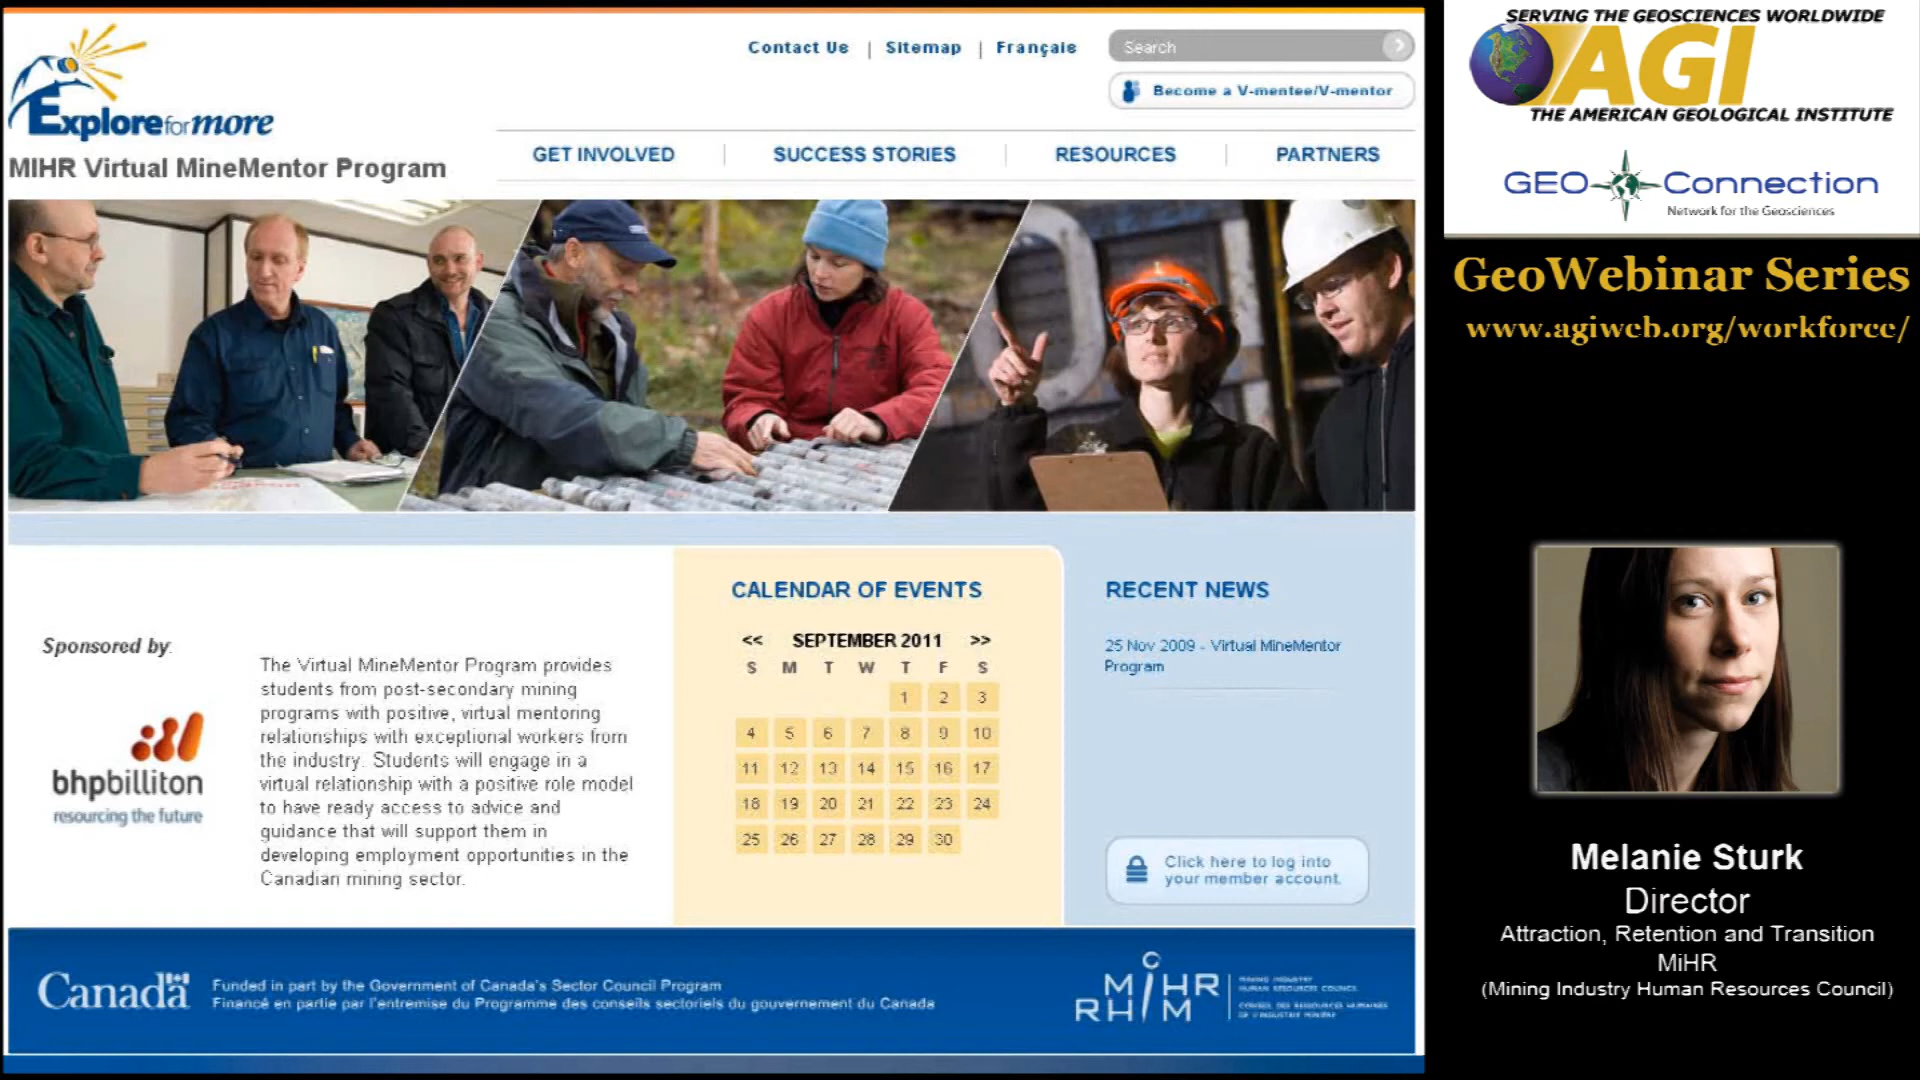 Explore for more
MIHR Virtual MineMentor Program
Contact Us | Sitemap | Français
Search
Become a V-mentee/V-mentor
GET INVOLVED | SUCCESS STORIES | RESOURCES | PARTNERS
Sponsored by:
bhpbilliton
resourcing the future
The Virtual MineMentor Program provides
students from post-secondary mining
programs with positive, virtual mentoring
relationships with exceptional workers from
the industry. Students will engage in a
virtual relationship with a positive role model
to have ready access to advice and
guidance that will support them in
developing employment opportunities in the
Canadian mining sector.
CALENDAR OF EVENTS
<< SEPTEMBER 2011 >>
S M T W T F S
1 2 3
4 5 6 7 8 9 10
11 12 13 14 15 16 17
18 19 20 21 22 23 24
25 26 27 28 29 30
RECENT NEWS
25 Nov 2009 - Virtual MineMentor
Program
Click here to log into
your member account.
Canada
Funded in part by the Government of Canada's Sector Council Program
Financé en partie par l'entremise du Programme des conseils sectoriels du gouvernement du Canada
MiHR
RHiM
MINING INDUSTRY
HUMAN RESOURCES COUNCIL
CONSEIL DES RESSOURCES HUMAINES
DE L'INDUSTRIE MINIÈRE
SERVING THE GEOSCIENCES WORLDWIDE
AGI
THE AMERICAN GEOLOGICAL INSTITUTE
GEO Connection
Network for the Geosciences
GeoWebinar Series
www.agiweb.org/workforce/
Melanie Sturk
Director
Attraction, Retention and Transition
MiHR
(Mining Industry Human Resources Council)